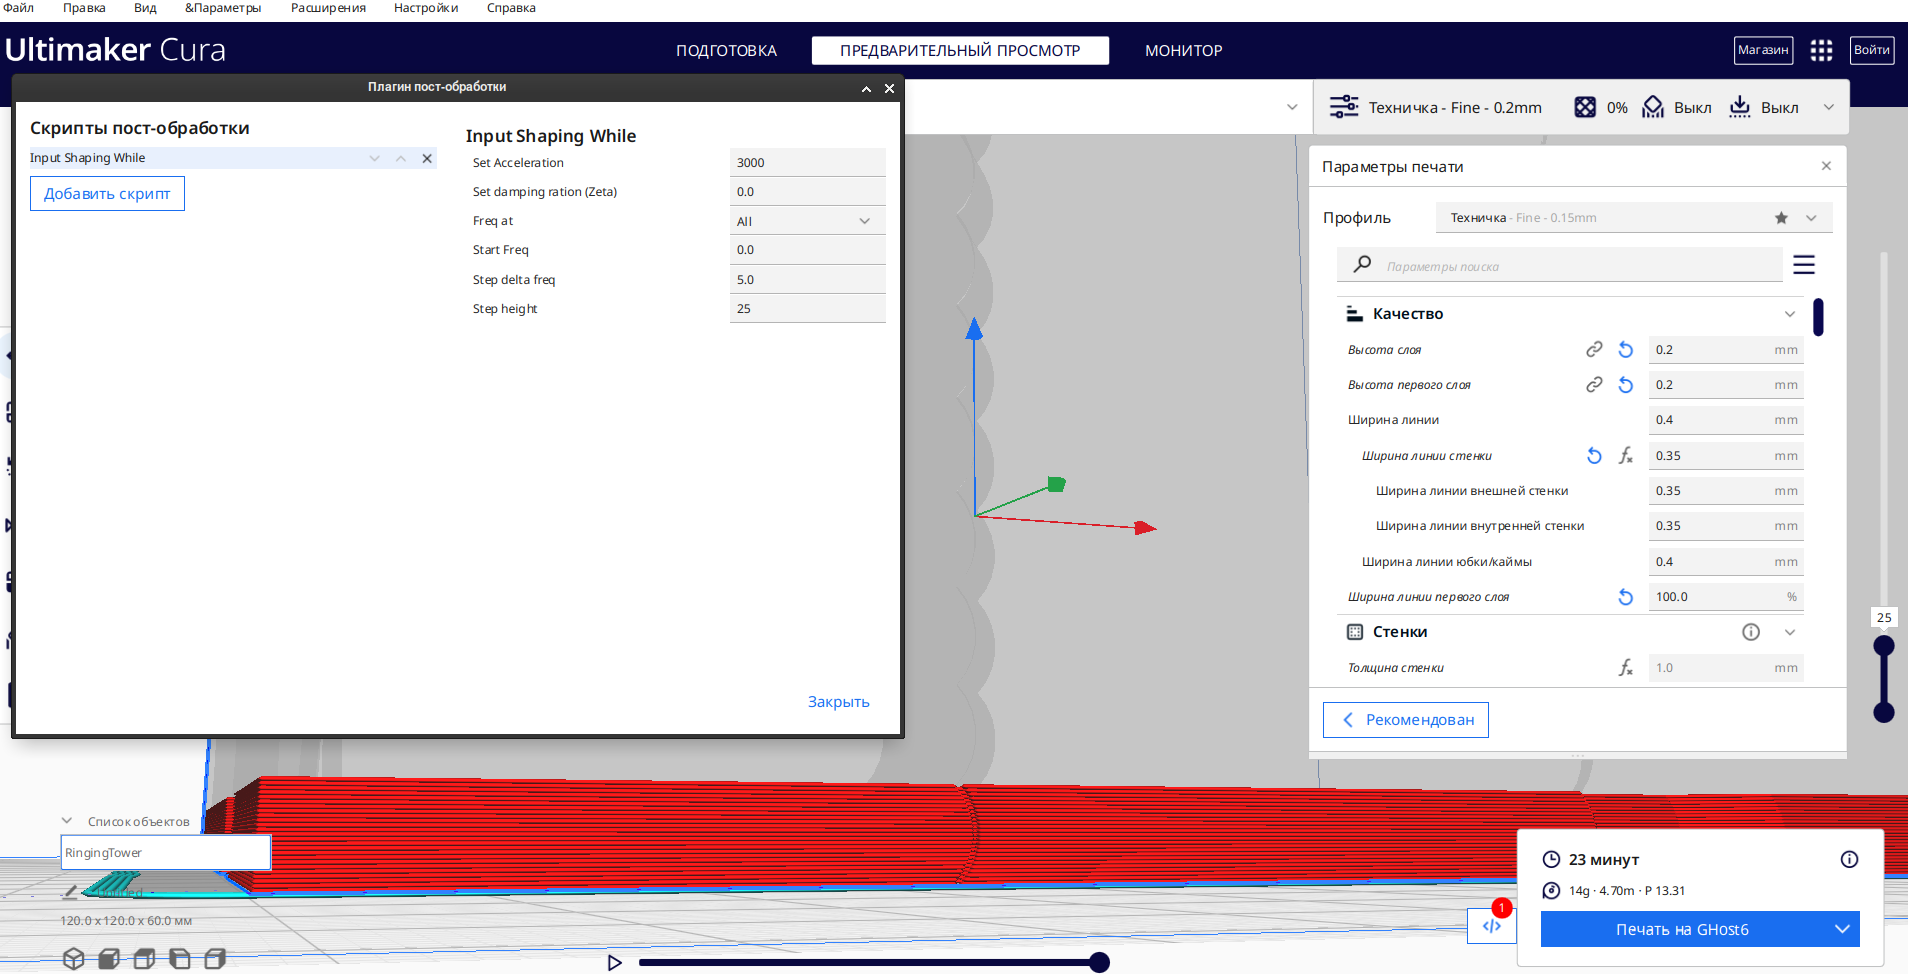 Файл Правка Вид &Параметры Расширения Настройки Справка
Ultimaker Cura
ПОДГОТОВКА ПРЕДВАРИТЕЛЬНЫЙ ПРОСМОТР МОНИТОР
Магазин Войти
Плагин пост-обработки
Скрипты пост-обработки
Input Shaping While
Добавить скрипт
Input Shaping While
Set Acceleration 3000
Set damping ration (Zeta) 0.0
Freq at All
Start Freq 0.0
Step delta freq 5.0
Step height 25
Закрыть
Техничка - Fine - 0.2mm 0% Выкл Выкл
Параметры печати
Профиль Техничка - Fine - 0.15mm
Параметры поиска
Качество
Высота слоя 0.2 mm
Высота первого слоя 0.2 mm
Ширина линии 0.4 mm
Ширина линии стенки 0.35 mm
Ширина линии внешней стенки 0.35 mm
Ширина линии внутренней стенки 0.35 mm
Ширина линии юбки/каймы 0.4 mm
Ширина линии первого слоя 100.0 %
Стенки
Толщина стенки 1.0 mm
Рекомендован
25
Список объектов
RingingTower
Untitled
120.0 x 120.0 x 60.0 мм
23 минут
14g · 4.70m · P 13.31
1
Печать на GHost6